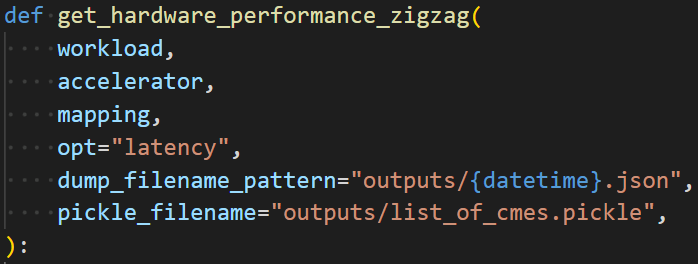 def get_hardware_performance_zigzag(
    workload,
    accelerator,
    mapping,
    opt="latency",
    dump_filename_pattern="outputs/{datetime}.json",
    pickle_filename="outputs/list_of_cmes.pickle",
):